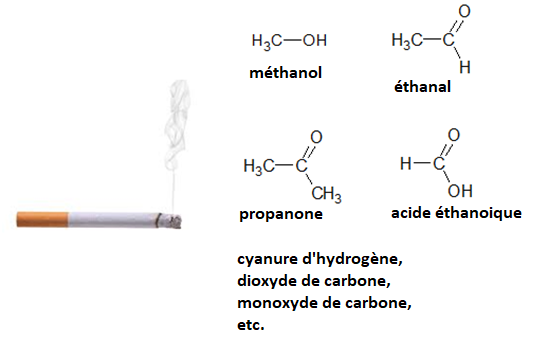 H₃C—OH
méthanol
O
H₃C—C
H
éthanal
O
H₃C—C
CH₃
propanone
O
H—C
OH
acide éthanoique
cyanure d'hydrogène,
dioxyde de carbone,
monoxyde de carbone,
etc.